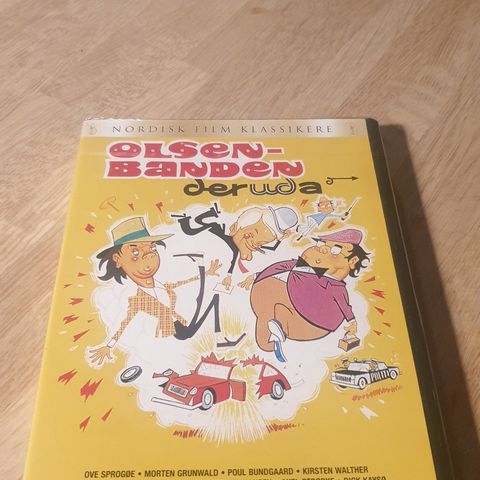 NORDISK FILM KLASSIKERE
OLSEN-
BANDEN
deruda'
OVE SPROGØE • MORTEN GRUNWALD • POUL BUNDGAARD • KIRSTEN WALTHER